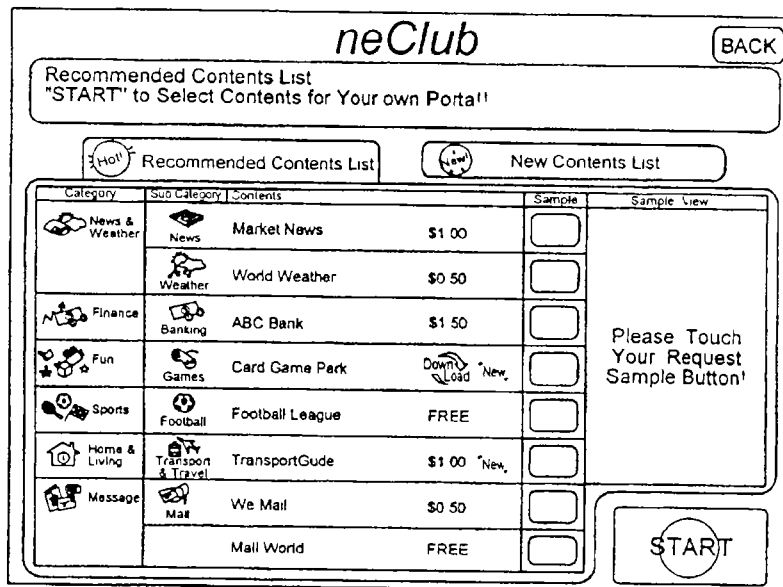 neClub
BACK
Recommended Contents List
"START" to Select Contents for Your own Portal!
Hot! Recommended Contents List
New! New Contents List
Category Sub Category Contents Sample Sample View
News & Weather News Market News $1 00
Weather World Weather $0 50
Finance Banking ABC Bank $1 50
Fun Games Card Game Park Down Load "New"
Sports Football Football League FREE
Home & Living Transport & Travel TransportGude $1 00 "New"
Message Mail We Mail $0 50
Mail World FREE
Please Touch
Your Request
Sample Button!
START